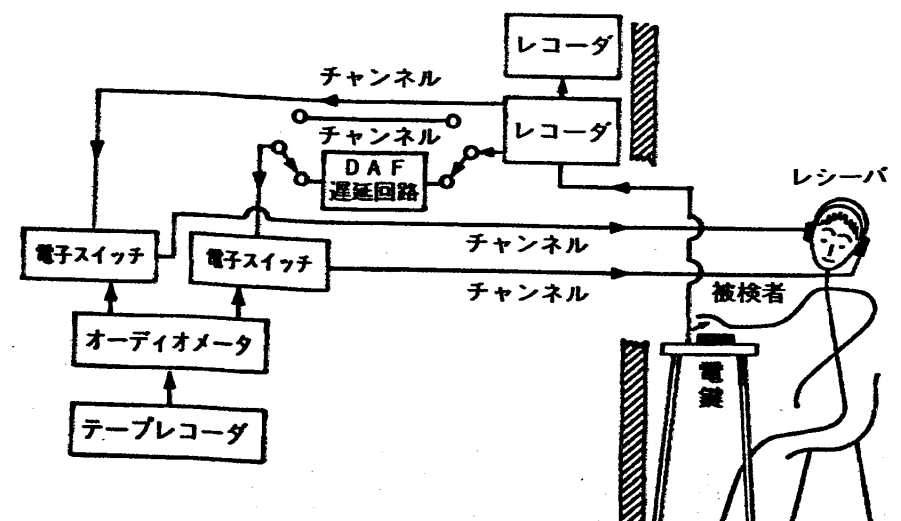 レコーダ
チャンネル
レコーダ
チャンネル
DAF
遅延回路
レシーバ
チャンネル
電子スイッチ
電子スイッチ
チャンネル
被検者
オーディオメータ
電
鍵
テープレコーダ